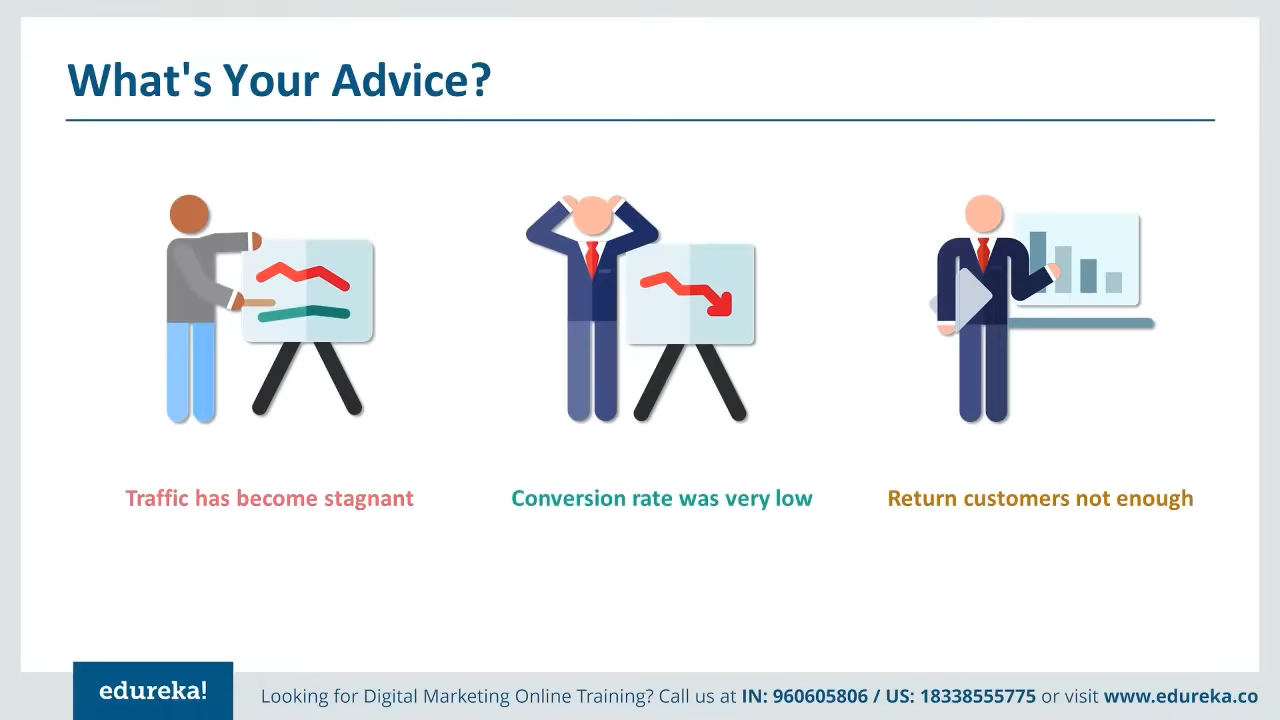 What's Your Advice?
Traffic has become stagnant
Conversion rate was very low
Return customers not enough
edureka!
Looking for Digital Marketing Online Training? Call us at IN: 960605806 / US: 18338555775 or visit www.edureka.co